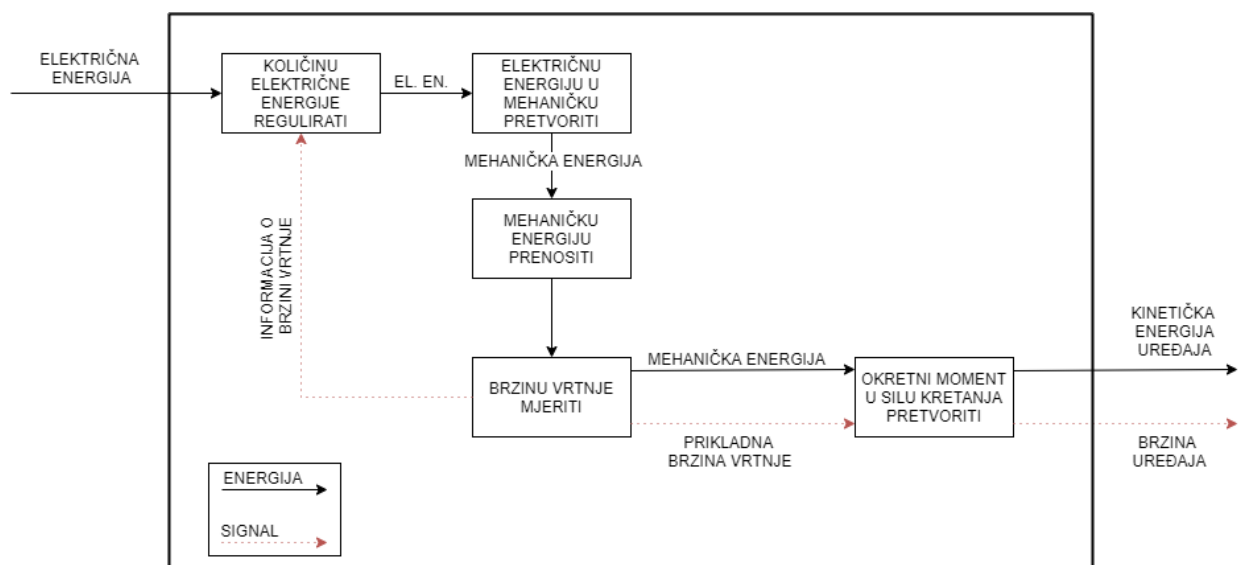 ELEKTRIČNA
ENERGIJA
KOLIČINU
ELEKTRIČNE
ENERGIJE
REGULIRATI
EL. EN.
ELEKTRIČNU
ENERGIJU U
MEHANIČKU
PRETVORITI
MEHANIČKA ENERGIJA
MEHANIČKU
ENERGIJU
PRENOSITI
INFORMACIJA O
BRZINI VRTNJE
BRZINU VRTNJE
MJERITI
MEHANIČKA ENERGIJA
PRIKLADNA
BRZINA VRTNJE
OKRETNI MOMENT
U SILU KRETANJA
PRETVORITI
KINETIČKA
ENERGIJA
UREĐAJA
BRZINA
UREĐAJA
ENERGIJA
SIGNAL